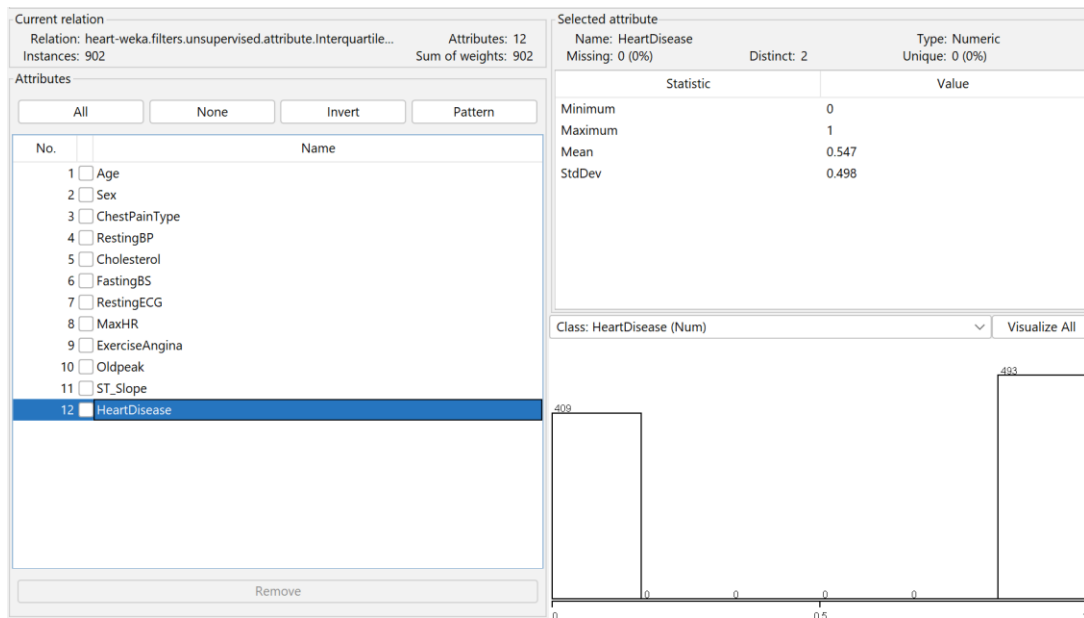 Current relation
Relation: heart-weka.filters.unsupervised.attribute.Interquartile... Attributes: 12
Instances: 902 Sum of weights: 902
Attributes
All None Invert Pattern
No. Name
1 Age
2 Sex
3 ChestPainType
4 RestingBP
5 Cholesterol
6 FastingBS
7 RestingECG
8 MaxHR
9 ExerciseAngina
10 Oldpeak
11 ST_Slope
12 HeartDisease
Remove
Selected attribute
Name: HeartDisease Type: Numeric
Missing: 0 (0%) Distinct: 2 Unique: 0 (0%)
Statistic Value
Minimum 0
Maximum 1
Mean 0.547
StdDev 0.498
Class: HeartDisease (Num) Visualize All
409 0 0 0 0 493
0 0.5